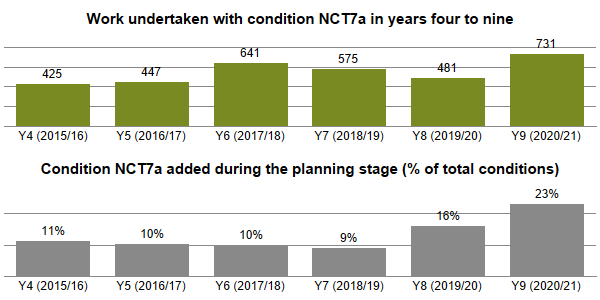 Work undertaken with condition NCT7a in years four to nine
425 447 641 575 481 731
Y4 (2015/16) Y5 (2016/17) Y6 (2017/18) Y7 (2018/19) Y8 (2019/20) Y9 (2020/21)
Condition NCT7a added during the planning stage (% of total conditions)
11% 10% 10% 9% 16% 23%
Y4 (2015/16) Y5 (2016/17) Y6 (2017/18) Y7 (2018/19) Y8 (2019/20) Y9 (2020/21)